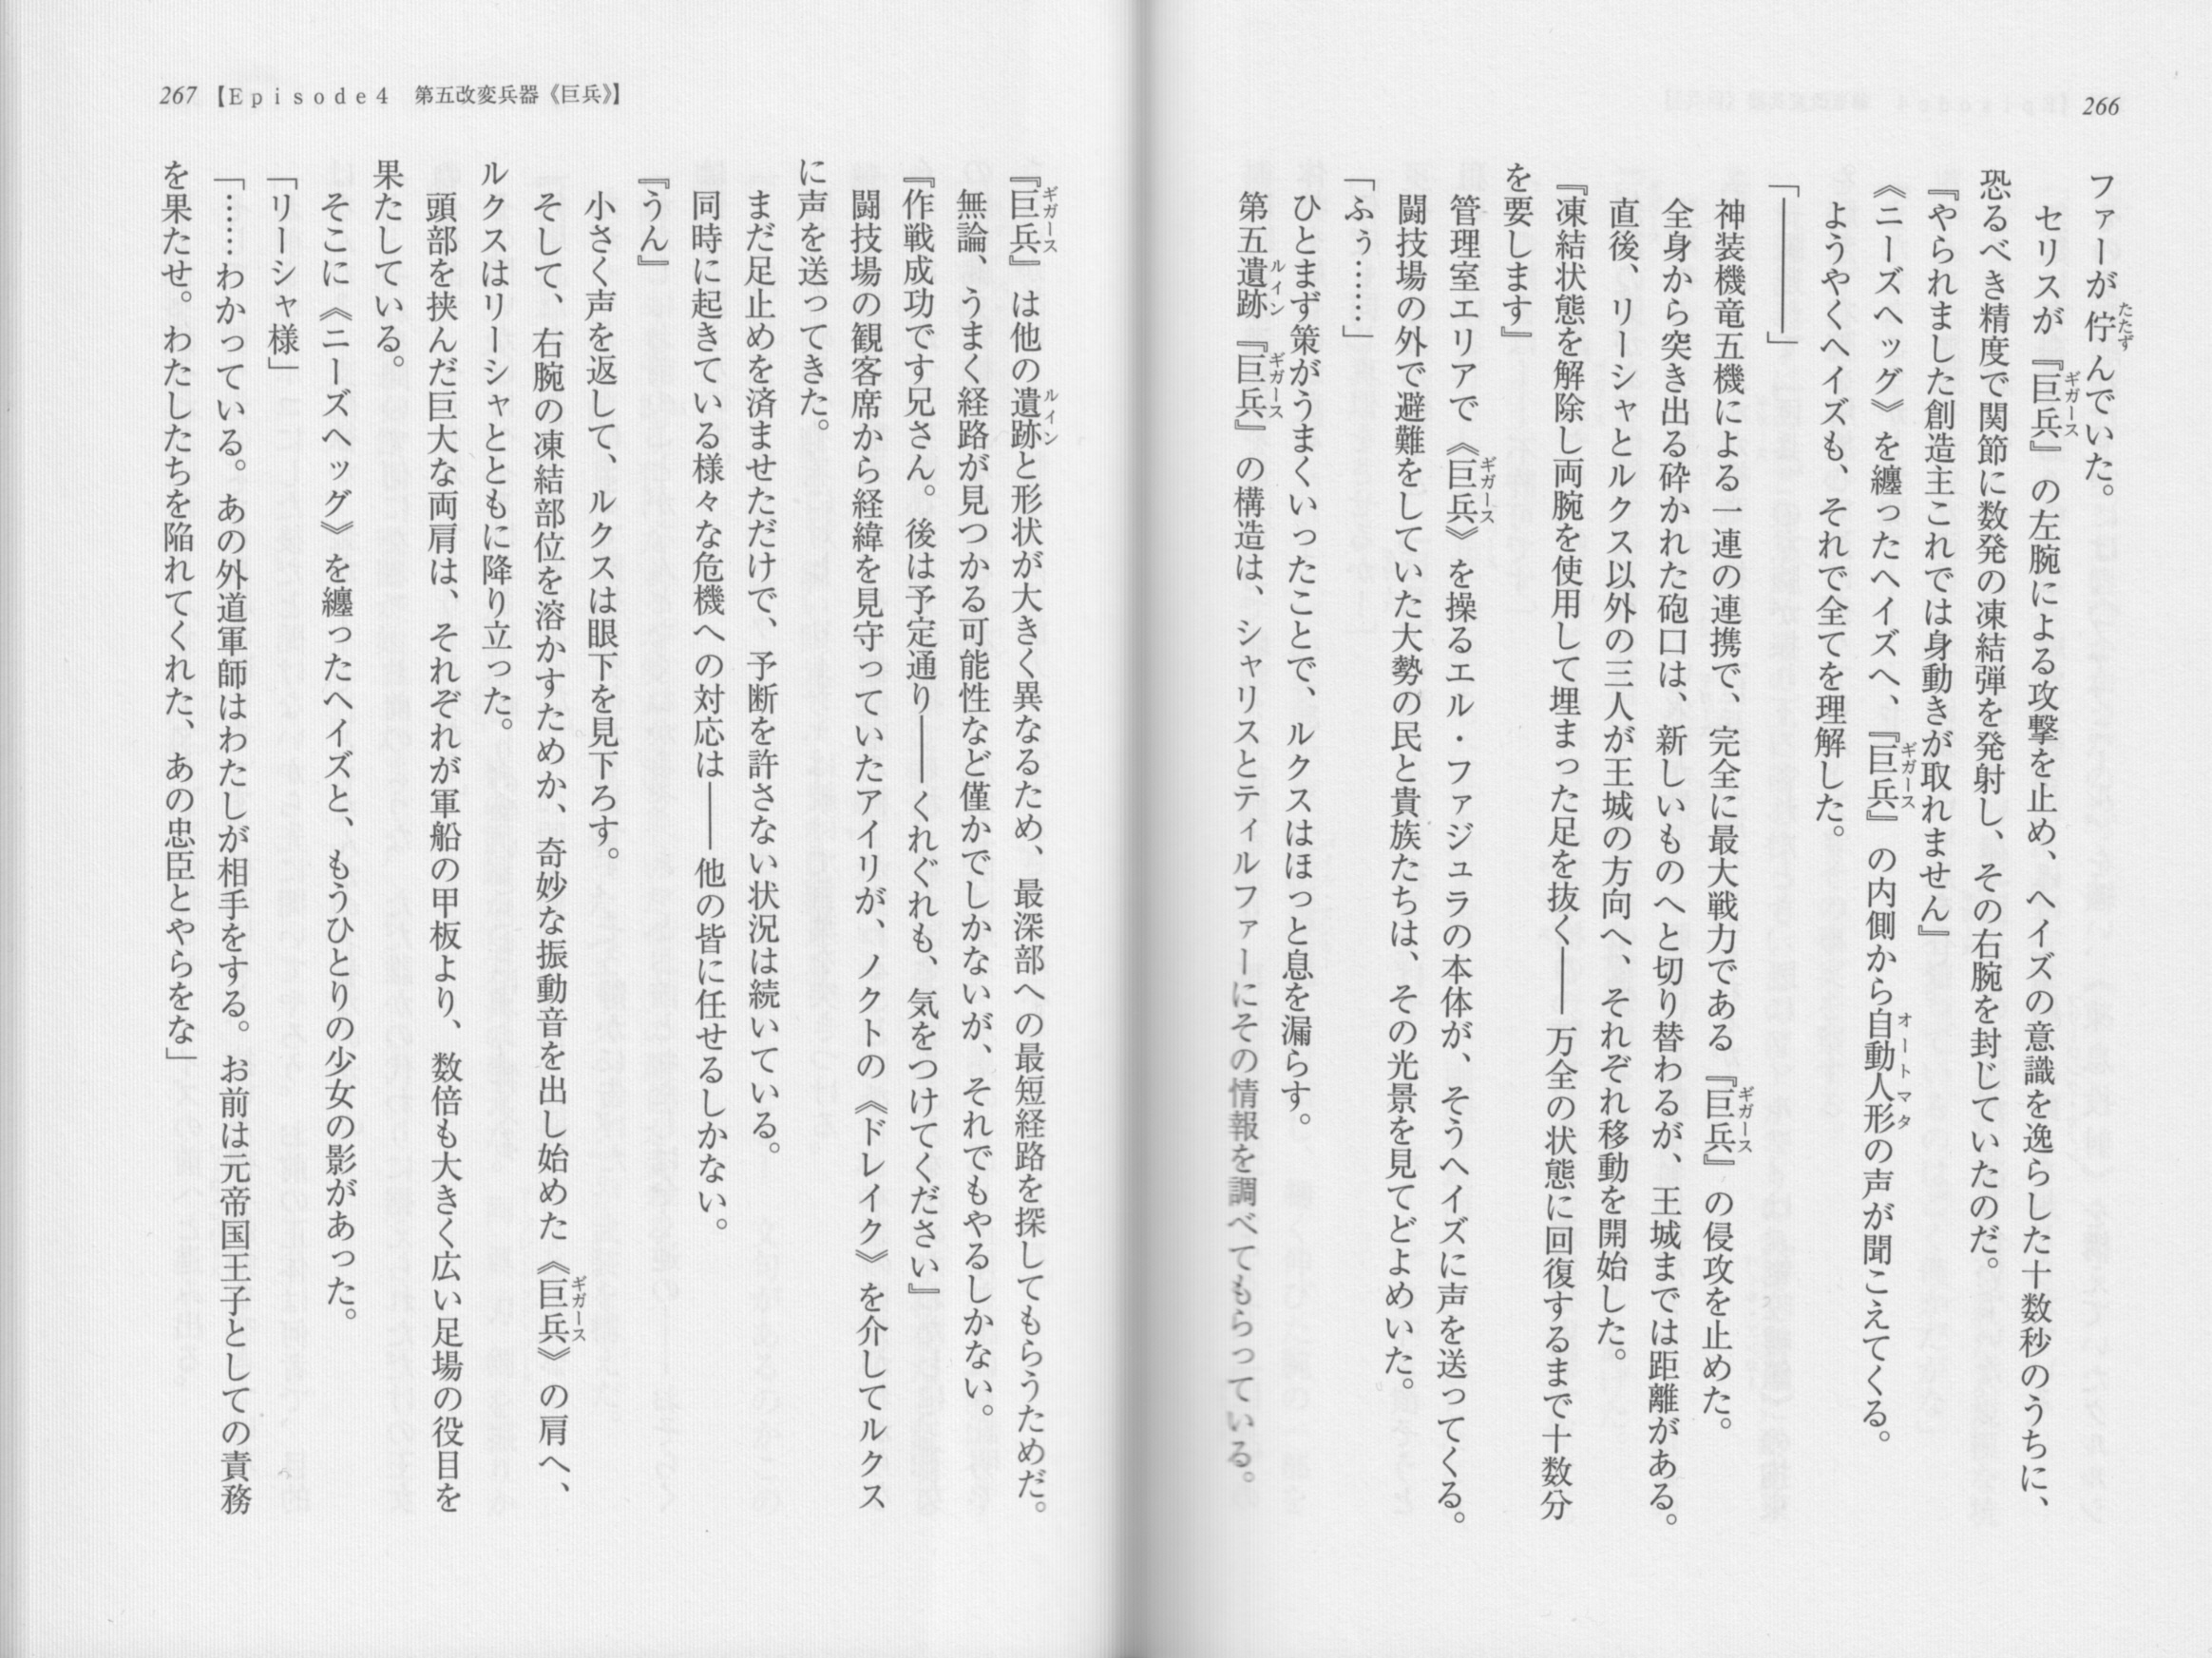 266
ファーが佇んでいた。
セリスが『巨兵』の左腕による攻撃を止め、ヘイズの意識を逸らした十数秒のうちに、
恐るべき精度で関節に数発の凍結弾を発射し、その右腕を封じていたのだ。
『やられました創造主これでは身動きが取れません』
《ニーズヘッグ》を纏ったヘイズへ、『巨兵』の内側から自動人形の声が聞こえてくる。
ようやくヘイズも、それで全てを理解した。
「――――」
神装機竜五機による一連の連携で、完全に最大戦力である『巨兵』の侵攻を止めた。
全身から突き出る砕かれた砲口は、新しいものへと切り替わるが、王城までは距離がある。
直後、リーシャとルクス以外の三人が王城の方向へ、それぞれ移動を開始した。
『凍結状態を解除し両腕を使用して埋まった足を抜く――万全の状態に回復するまで十数分
を要します』
管理室エリアで《巨兵》を操るエル・ファジュラの本体が、そうヘイズに声を送ってくる。
闘技場の外で避難をしていた大勢の民と貴族たちは、その光景を見てどよめいた。
「ふぅ……」
ひとまず策がうまくいったことで、ルクスはほっと息を漏らす。
第五遺跡『巨兵』の構造は、シャリスとティルファーにその情報を調べてもらっている。
267【Episode4　第五改変兵器《巨兵》】
『巨兵』は他の遺跡と形状が大きく異なるため、最深部への最短経路を探してもらうためだ。
無論、うまく経路が見つかる可能性など僅かでしかないが、それでもやるしかない。
『作戦成功です兄さん。後は予定通り――くれぐれも、気をつけてください』
闘技場の観客席から経緯を見守っていたアイリが、ノクトの《ドレイク》を介してルクス
に声を送ってきた。
まだ足止めを済ませただけで、予断を許さない状況は続いている。
同時に起きている様々な危機への対応は――他の皆に任せるしかない。
『うん』
小さく声を返して、ルクスは眼下を見下ろす。
そして、右腕の凍結部位を溶かすためか、奇妙な振動音を出し始めた《巨兵》の肩へ、
ルクスはリーシャとともに降り立った。
頭部を挟んだ巨大な両肩は、それぞれが軍船の甲板より、数倍も大きく広い足場の役目を
果たしている。
そこに《ニーズヘッグ》を纏ったヘイズと、もうひとりの少女の影があった。
「リーシャ様」
「……わかっている。あの外道軍師はわたしが相手をする。お前は元帝国王子としての責務
を果たせ。わたしたちを陥れてくれた、あの忠臣とやらをな」